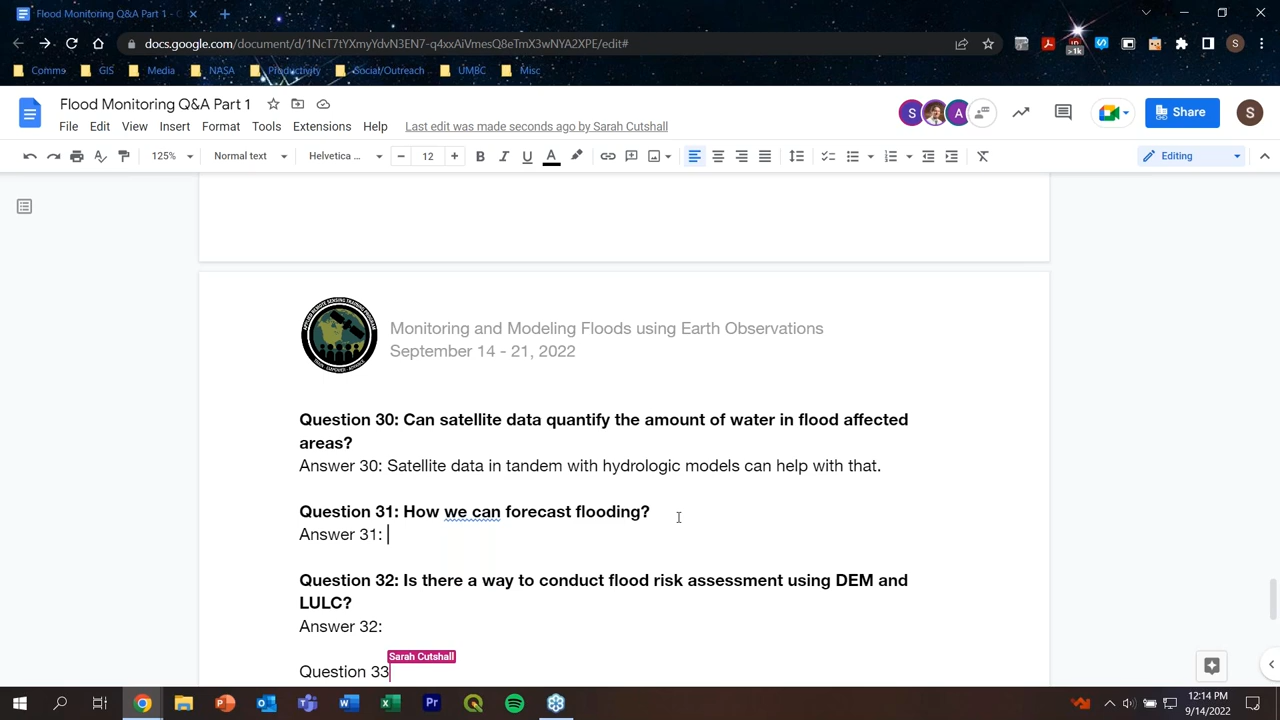 Flood Monitoring Q&A Part 1 - G
docs.google.com/document/d/1NcT7tYXmyYdvN3EN7-q4xxAiVmesQ8eTmX3wNYA2XPE/edit#
>1k
S
Comms GIS Media NASA Productivity Social/Outreach UMBC Misc
Flood Monitoring Q&A Part 1
S A Share S
File Edit View Insert Format Tools Extensions Help Last edit was made seconds ago by Sarah Cutshall
125% Normal text Helvetica ... 12 B I U A Editing
Monitoring and Modeling Floods using Earth Observations
September 14 - 21, 2022
Question 30: Can satellite data quantify the amount of water in flood affected
areas?
Answer 30: Satellite data in tandem with hydrologic models can help with that.
Question 31: How we can forecast flooding?
Answer 31:
Question 32: Is there a way to conduct flood risk assessment using DEM and
LULC?
Answer 32:
Sarah Cutshall
Question 33
12:14 PM
9/14/2022